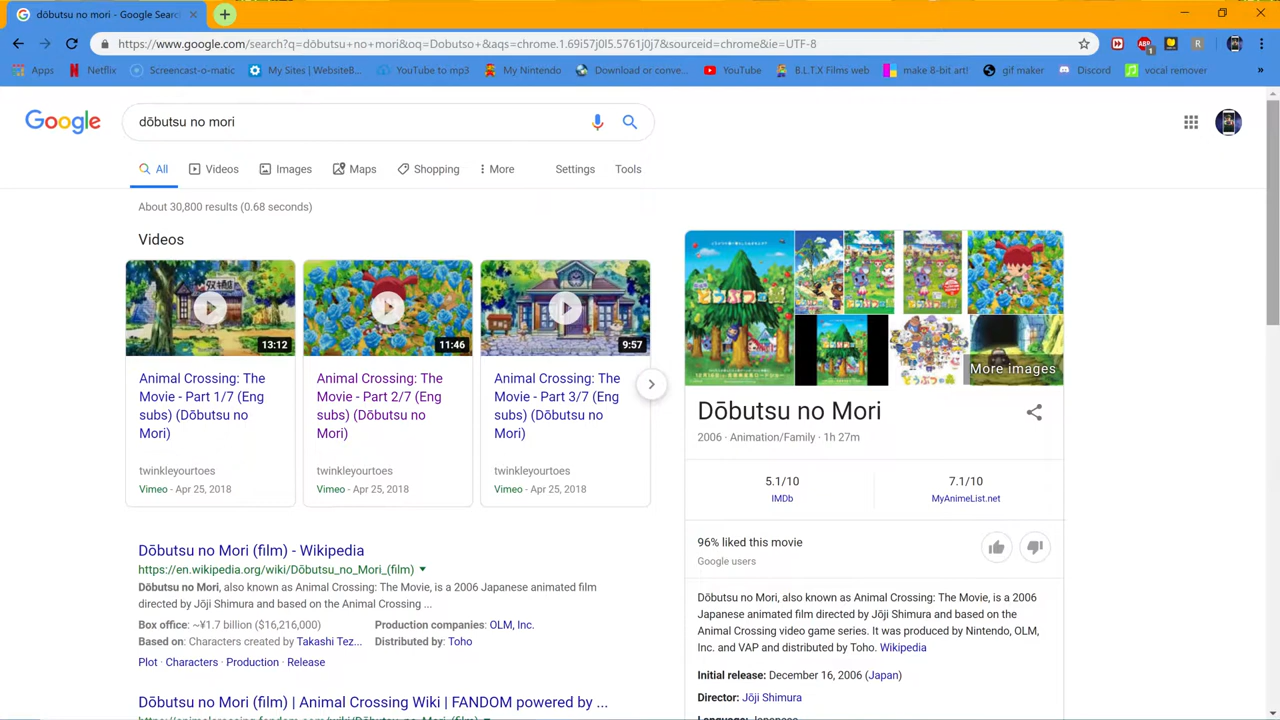 dōbutsu no mori - Google Searc
https://www.google.com/search?q=dōbutsu+no+mori&oq=Dobutso+&aqs=chrome.1.69i57j0l5.5761j0j7&sourceid=chrome&ie=UTF-8
ABP
1
R
Apps
Netflix
Screencast-o-matic
My Sites | WebsiteB...
YouTube to mp3
My Nintendo
Download or conve...
YouTube
B.L.T.X Films web
make 8-bit art!
gif maker
Discord
vocal remover
»
Google
dōbutsu no mori
All
Videos
Images
Maps
Shopping
More
Settings
Tools
About 30,800 results (0.68 seconds)
Videos
13:12
11:46
9:57
Animal Crossing: The
Movie - Part 1/7 (Eng
subs) (Dōbutsu no
Mori)
twinkleyourtoes
Vimeo - Apr 25, 2018
Animal Crossing: The
Movie - Part 2/7 (Eng
subs) (Dōbutsu no
Mori)
twinkleyourtoes
Vimeo - Apr 25, 2018
Animal Crossing: The
Movie - Part 3/7 (Eng
subs) (Dōbutsu no
Mori)
twinkleyourtoes
Vimeo - Apr 25, 2018
Dōbutsu no Mori (film) - Wikipedia
https://en.wikipedia.org/wiki/Dōbutsu_no_Mori_(film)
Dōbutsu no Mori, also known as Animal Crossing: The Movie, is a 2006 Japanese animated film
directed by Jōji Shimura and based on the Animal Crossing ...
Box office: ~¥1.7 billion ($16,216,000)
Production companies: OLM, Inc.
Based on: Characters created by Takashi Tez...
Distributed by: Toho
Plot · Characters · Production · Release
Dōbutsu no Mori (film) | Animal Crossing Wiki | FANDOM powered by ...
More images
Dōbutsu no Mori
2006 · Animation/Family · 1h 27m
5.1/10
IMDb
7.1/10
MyAnimeList.net
96% liked this movie
Google users
Dōbutsu no Mori, also known as Animal Crossing: The Movie, is a 2006
Japanese animated film directed by Jōji Shimura and based on the
Animal Crossing video game series. It was produced by Nintendo, OLM,
Inc. and VAP and distributed by Toho. Wikipedia
Initial release: December 16, 2006 (Japan)
Director: Jōji Shimura